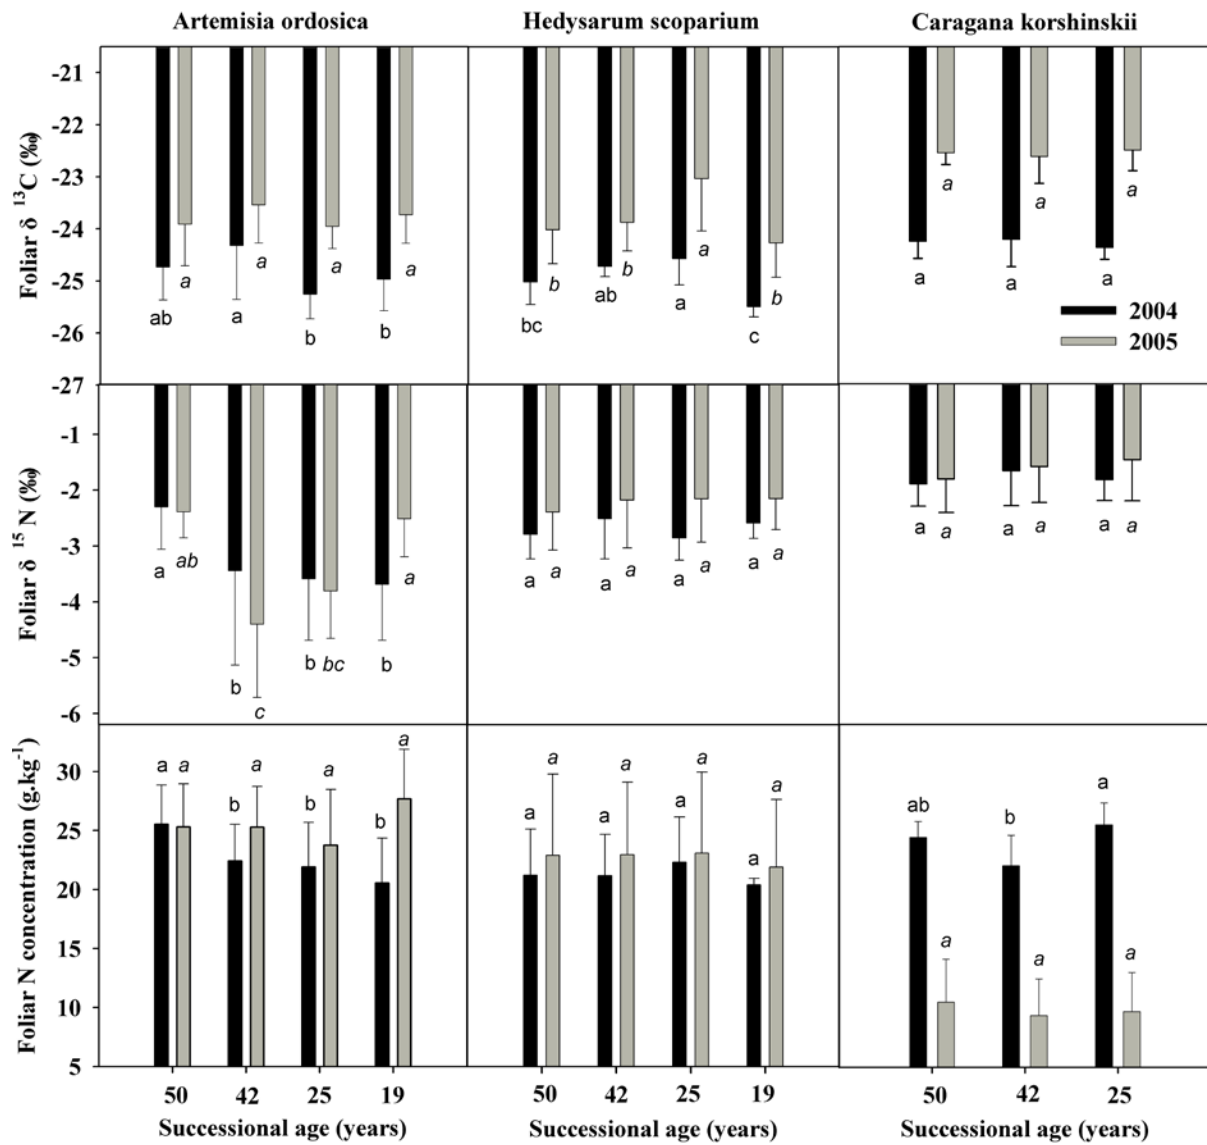 Artemisia ordosica Hedysarum scoparium Caragana korshinskii
Foliar δ ¹³C (‰)
-21
-22
-23
-24
-25
-26
-27
ab a a a b a b a
bc b ab b a a c b
a a a a a a
2004
2005
Foliar δ ¹⁵ N (‰)
-1
-2
-3
-4
-5
-6
a ab b c b bc b a
a a a a a a a a
a a a a a a
Foliar N concentration (g.kg⁻¹)
30
25
20
15
10
5
a a b a b a b a
a a a a a a a a
ab a b a a a
50 42 25 19 50 42 25 19 50 42 25
Successional age (years) Successional age (years) Successional age (years)